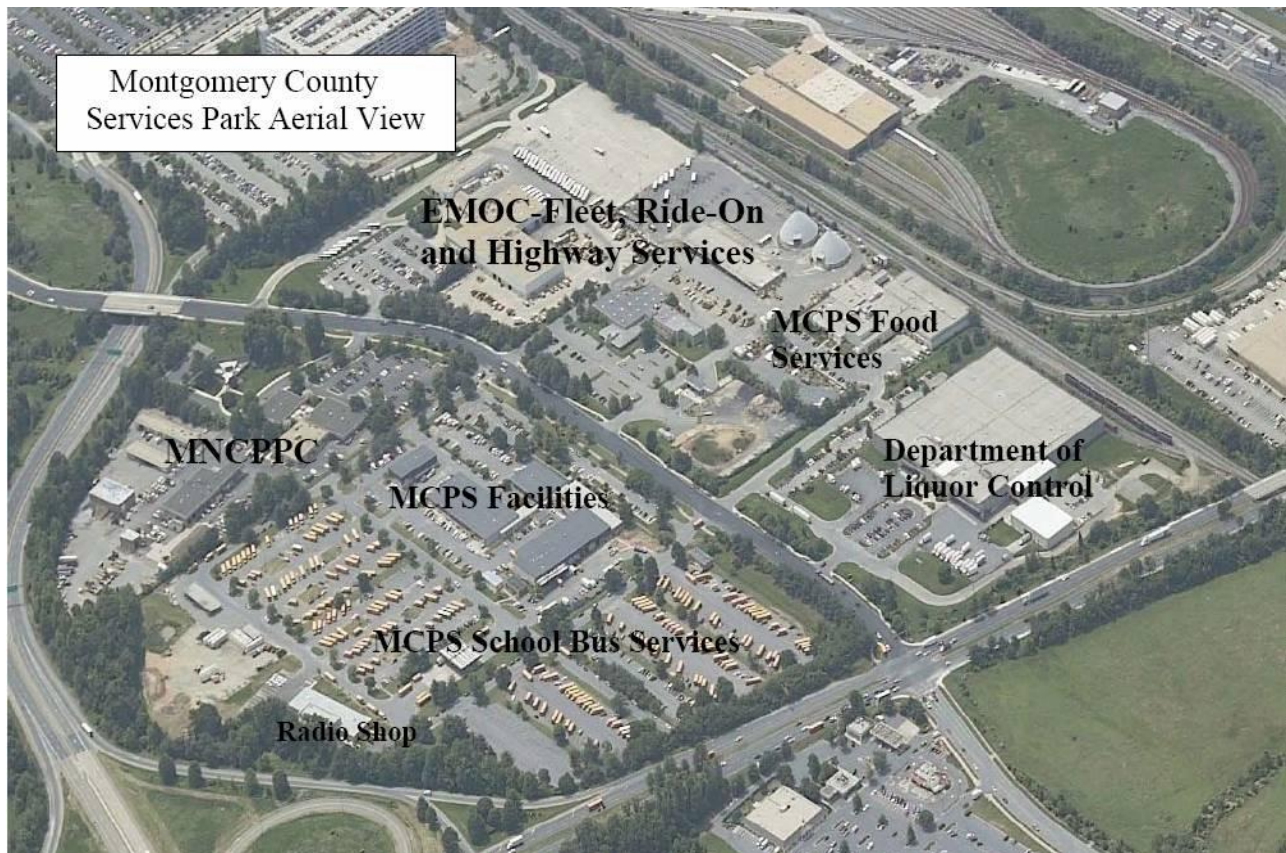 Montgomery County
Services Park Aerial View
EMOC-Fleet, Ride-On
and Highway Services
MCPS Food
Services
MNCPPC
Department of
Liquor Control
MCPS Facilities
MCPS School Bus Services
Radio Shop